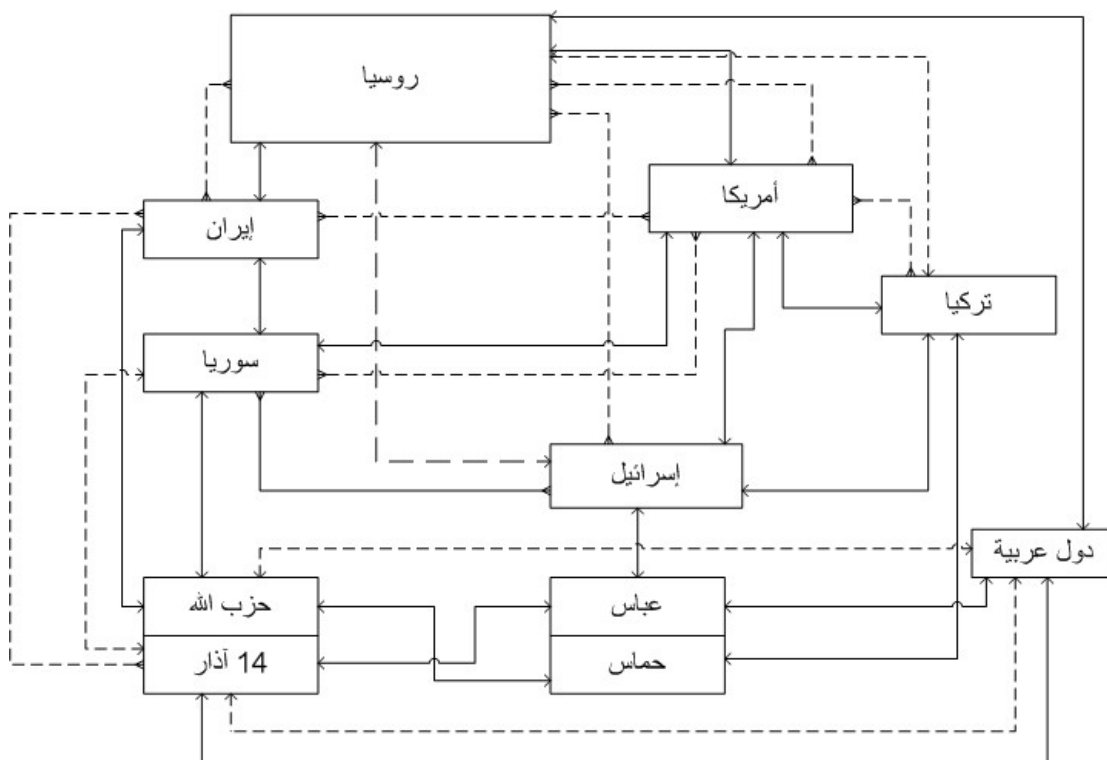 روسيا
أمريكا
إيران
تركيا
سوريا
إسرائيل
دول عربية
حزب الله
عباس
14 آذار
حماس